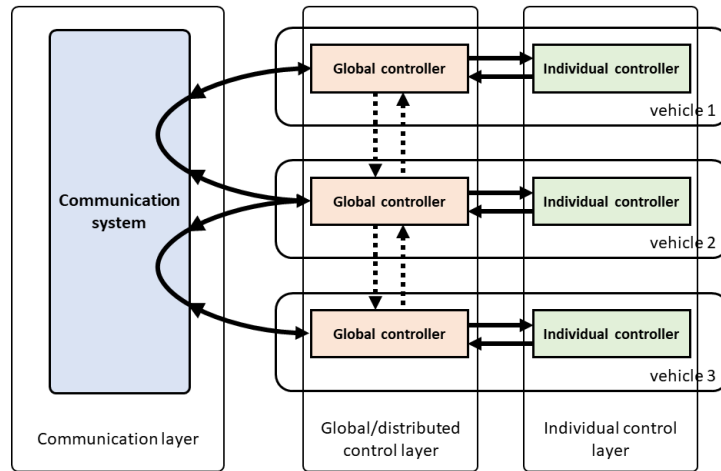 Global controller
Individual controller
vehicle 1
Communication
system
Global controller
Individual controller
vehicle 2
Global controller
Individual controller
vehicle 3
Communication layer
Global/distributed
control layer
Individual control
layer